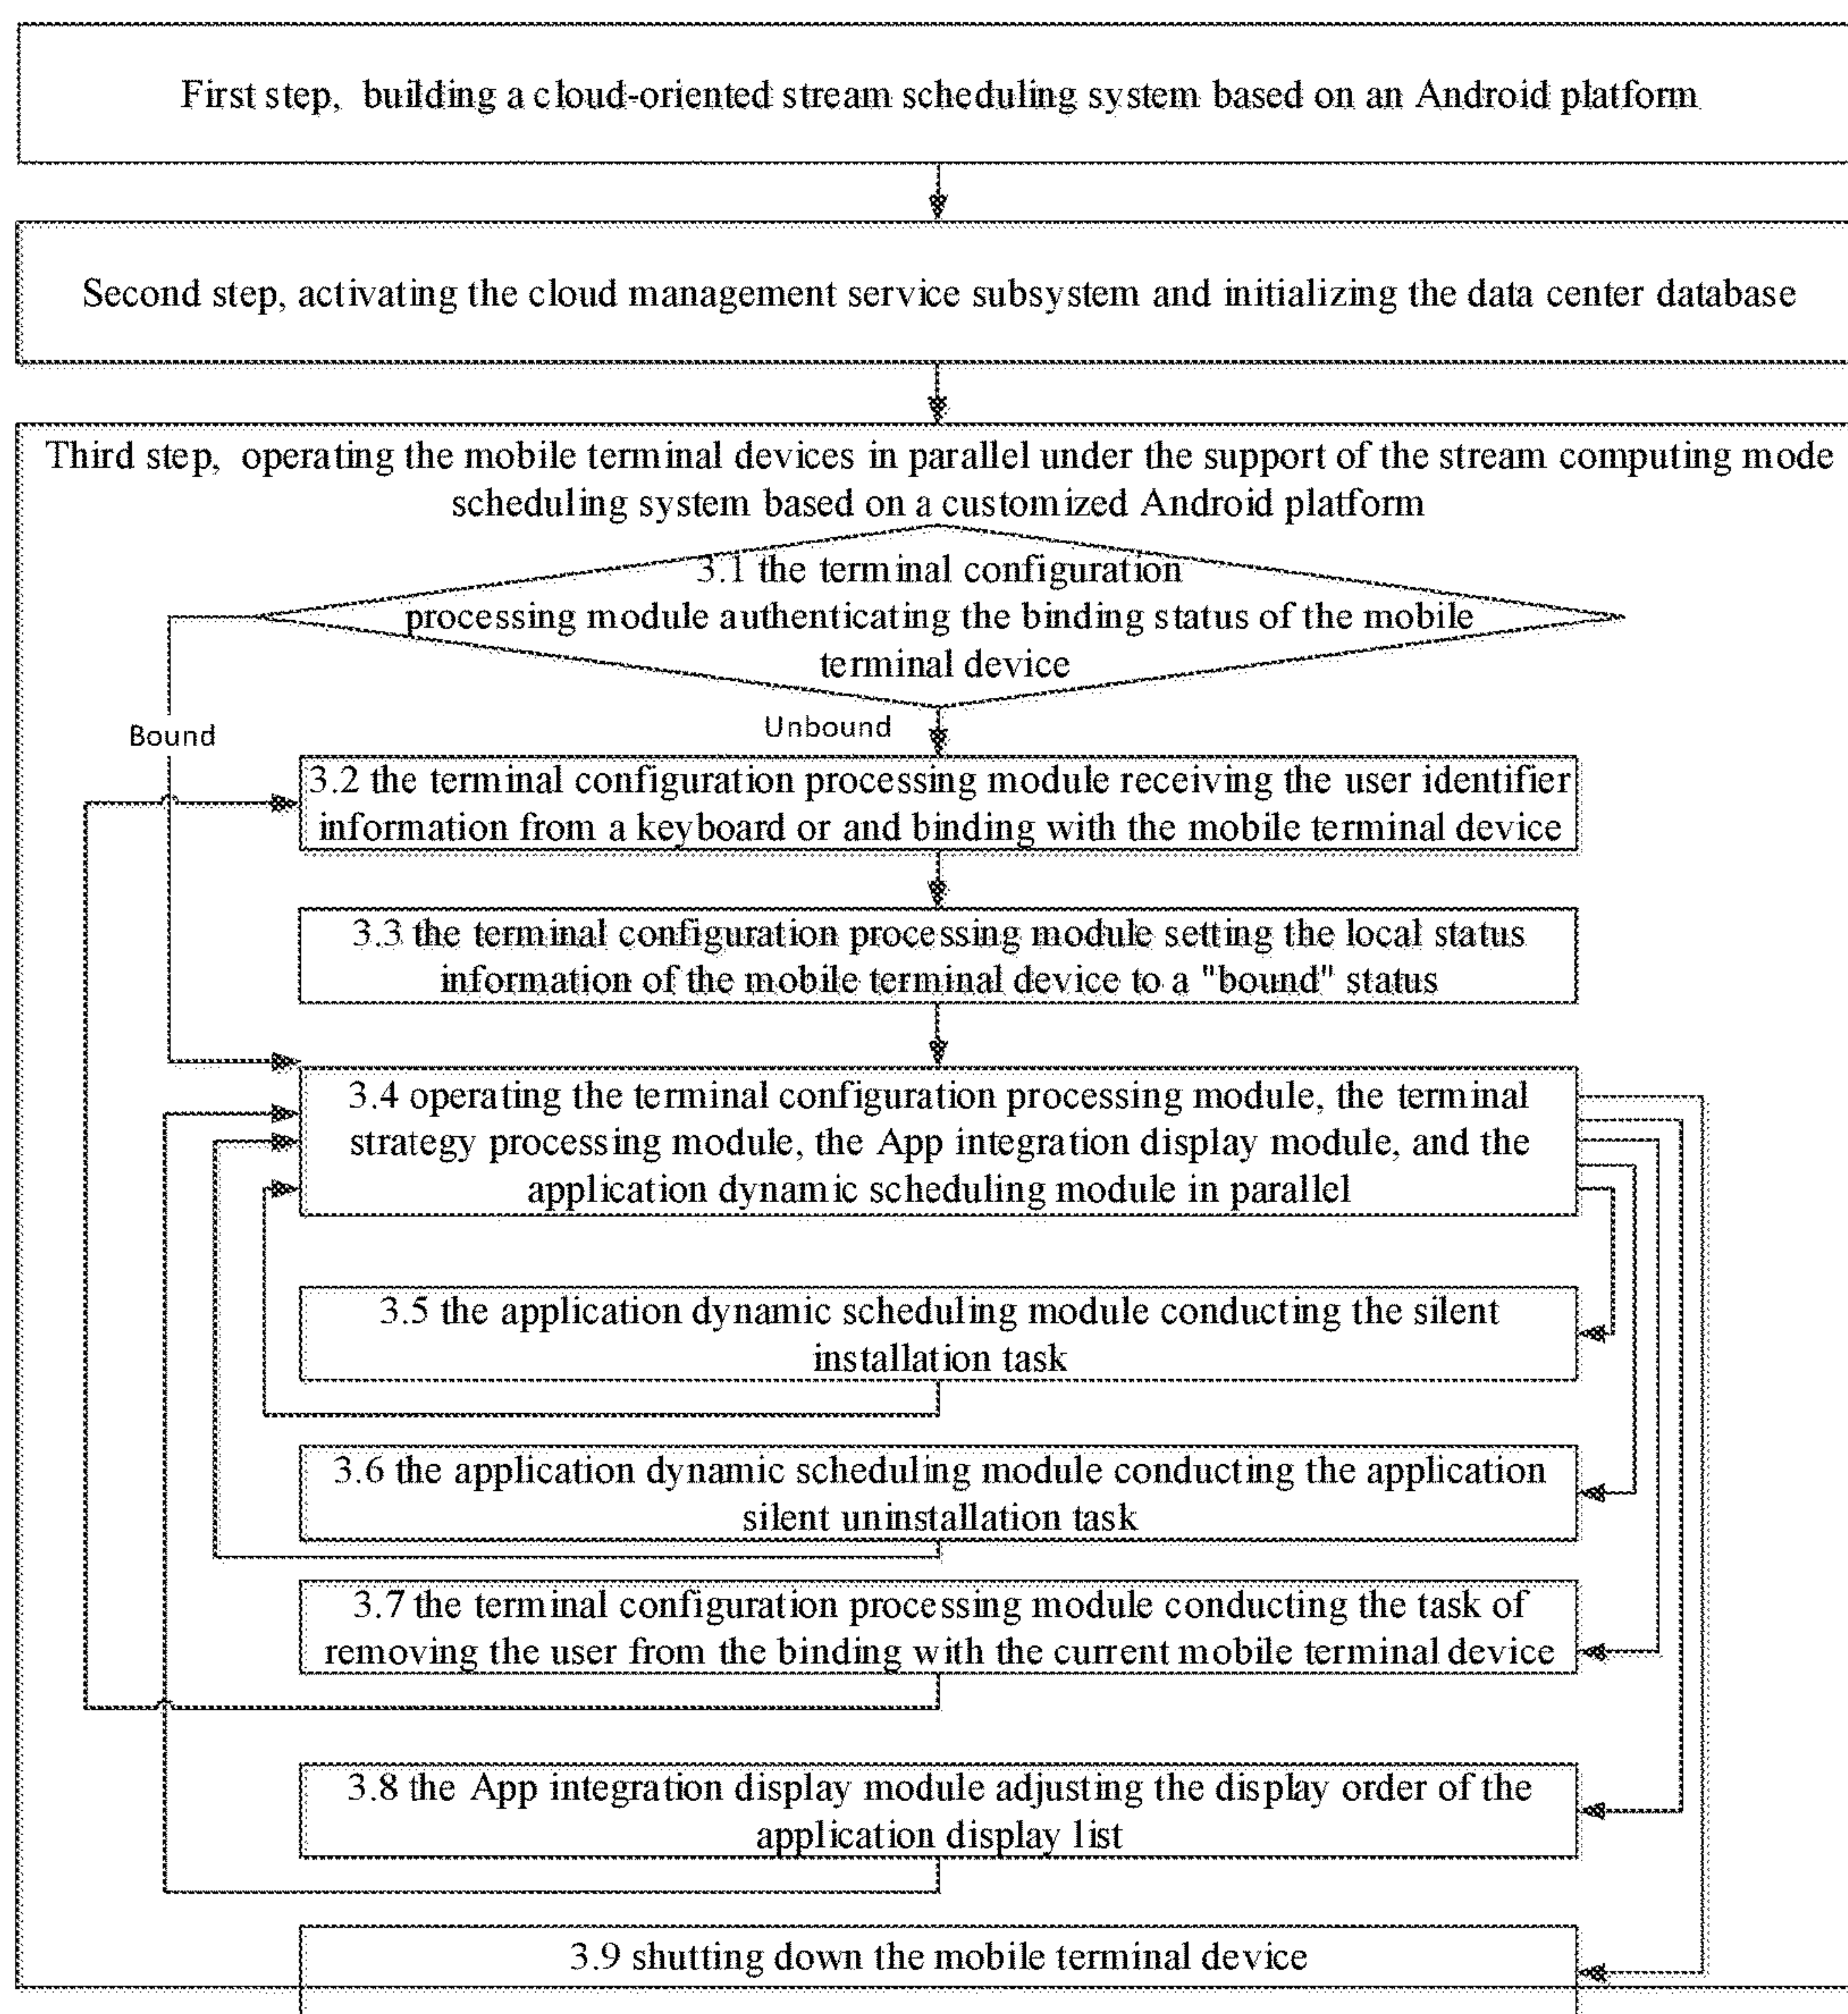 First step, building a cloud-oriented stream scheduling system based on an Android platform
Second step, activating the cloud management service subsystem and initializing the data center database
Third step, operating the mobile terminal devices in parallel under the support of the stream computing mode
scheduling system based on a customized Android platform
3.1 the terminal configuration
processing module authenticating the binding status of the mobile
terminal device
Bound
Unbound
3.2 the terminal configuration processing module receiving the user identifier
information from a keyboard or and binding with the mobile terminal device
3.3 the terminal configuration processing module setting the local status
information of the mobile terminal device to a "bound" status
3.4 operating the terminal configuration processing module, the terminal
strategy processing module, the App integration display module, and the
application dynamic scheduling module in parallel
3.5 the application dynamic scheduling module conducting the silent
installation task
3.6 the application dynamic scheduling module conducting the application
silent uninstallation task
3.7 the terminal configuration processing module conducting the task of
removing the user from the binding with the current mobile terminal device
3.8 the App integration display module adjusting the display order of the
application display list
3.9 shutting down the mobile terminal device